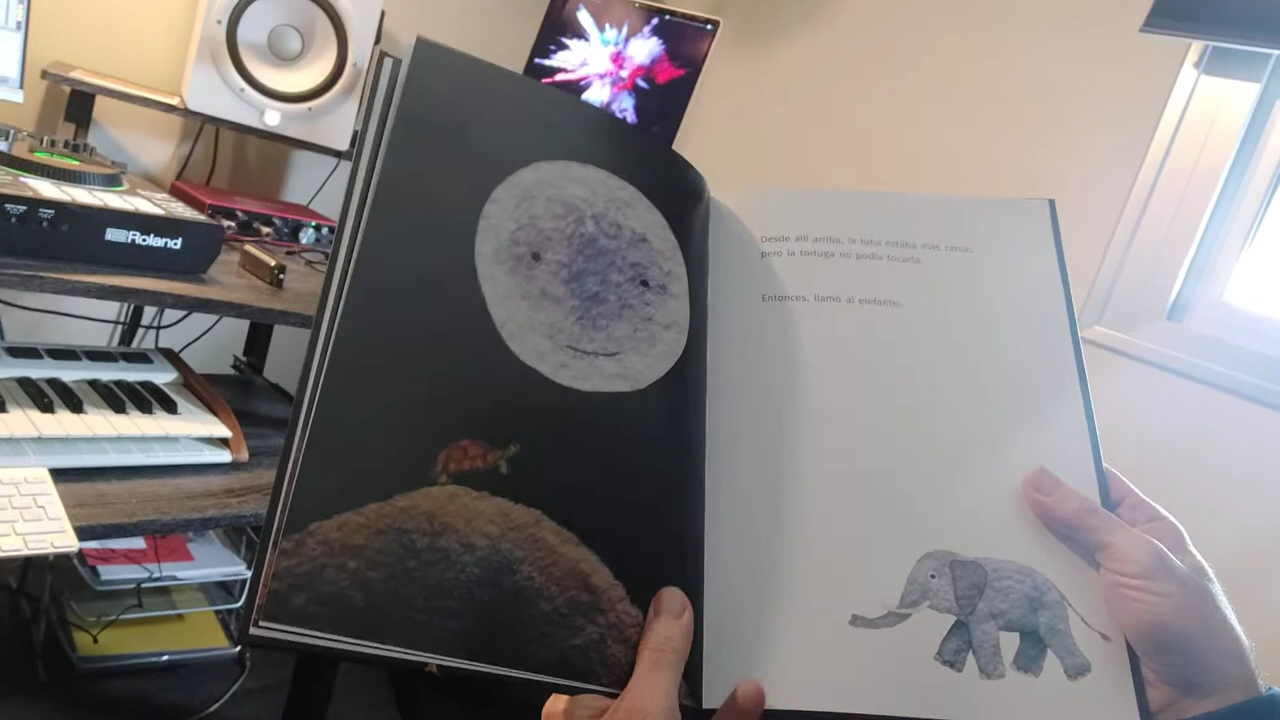 Roland
Desde allí arriba, la luna estaba más cerca;
pero la tortuga no podía tocarla.
Entonces, llamó al elefante.